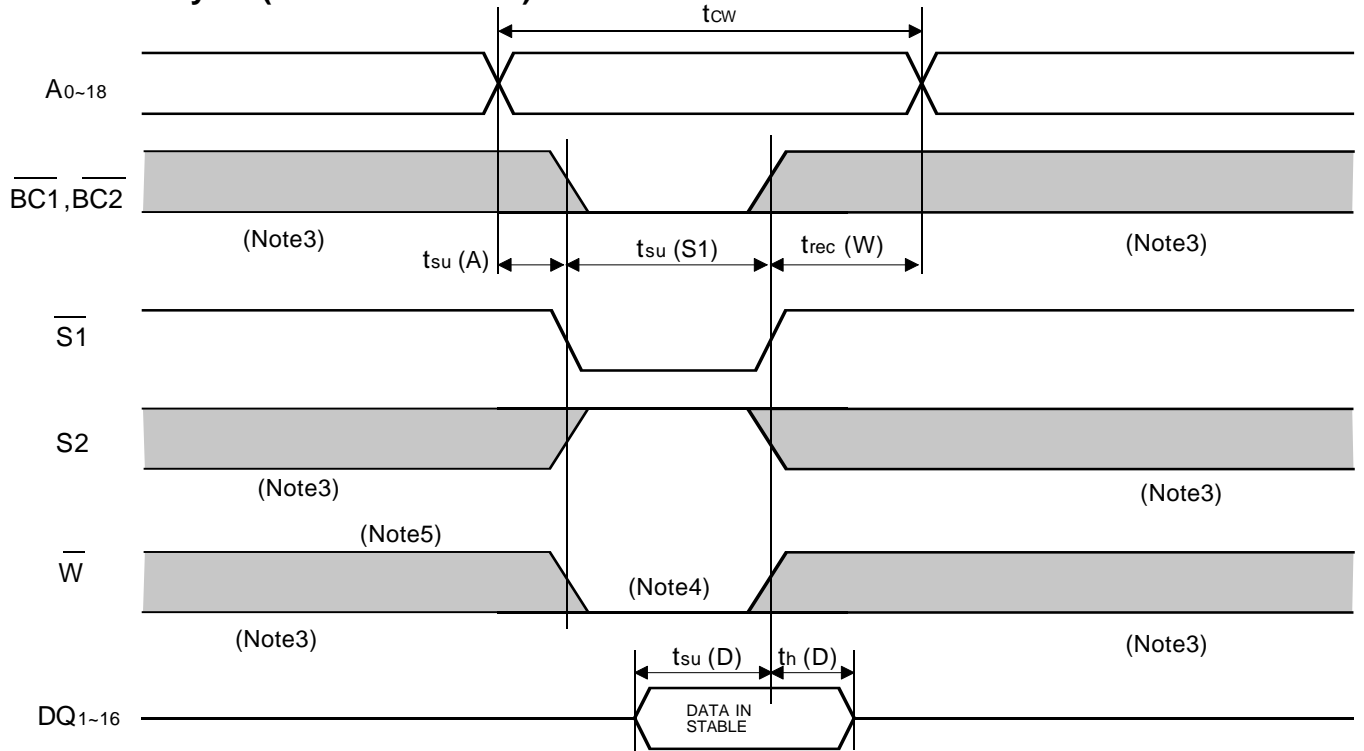 tCW
A0~18
BC1,BC2
(Note3)
(Note3)
tsu (A)
tsu (S1)
trec (W)
S1
S2
(Note3)
(Note3)
(Note5)
W
(Note4)
(Note3)
(Note3)
tsu (D)
th (D)
DQ1~16
DATA IN
STABLE